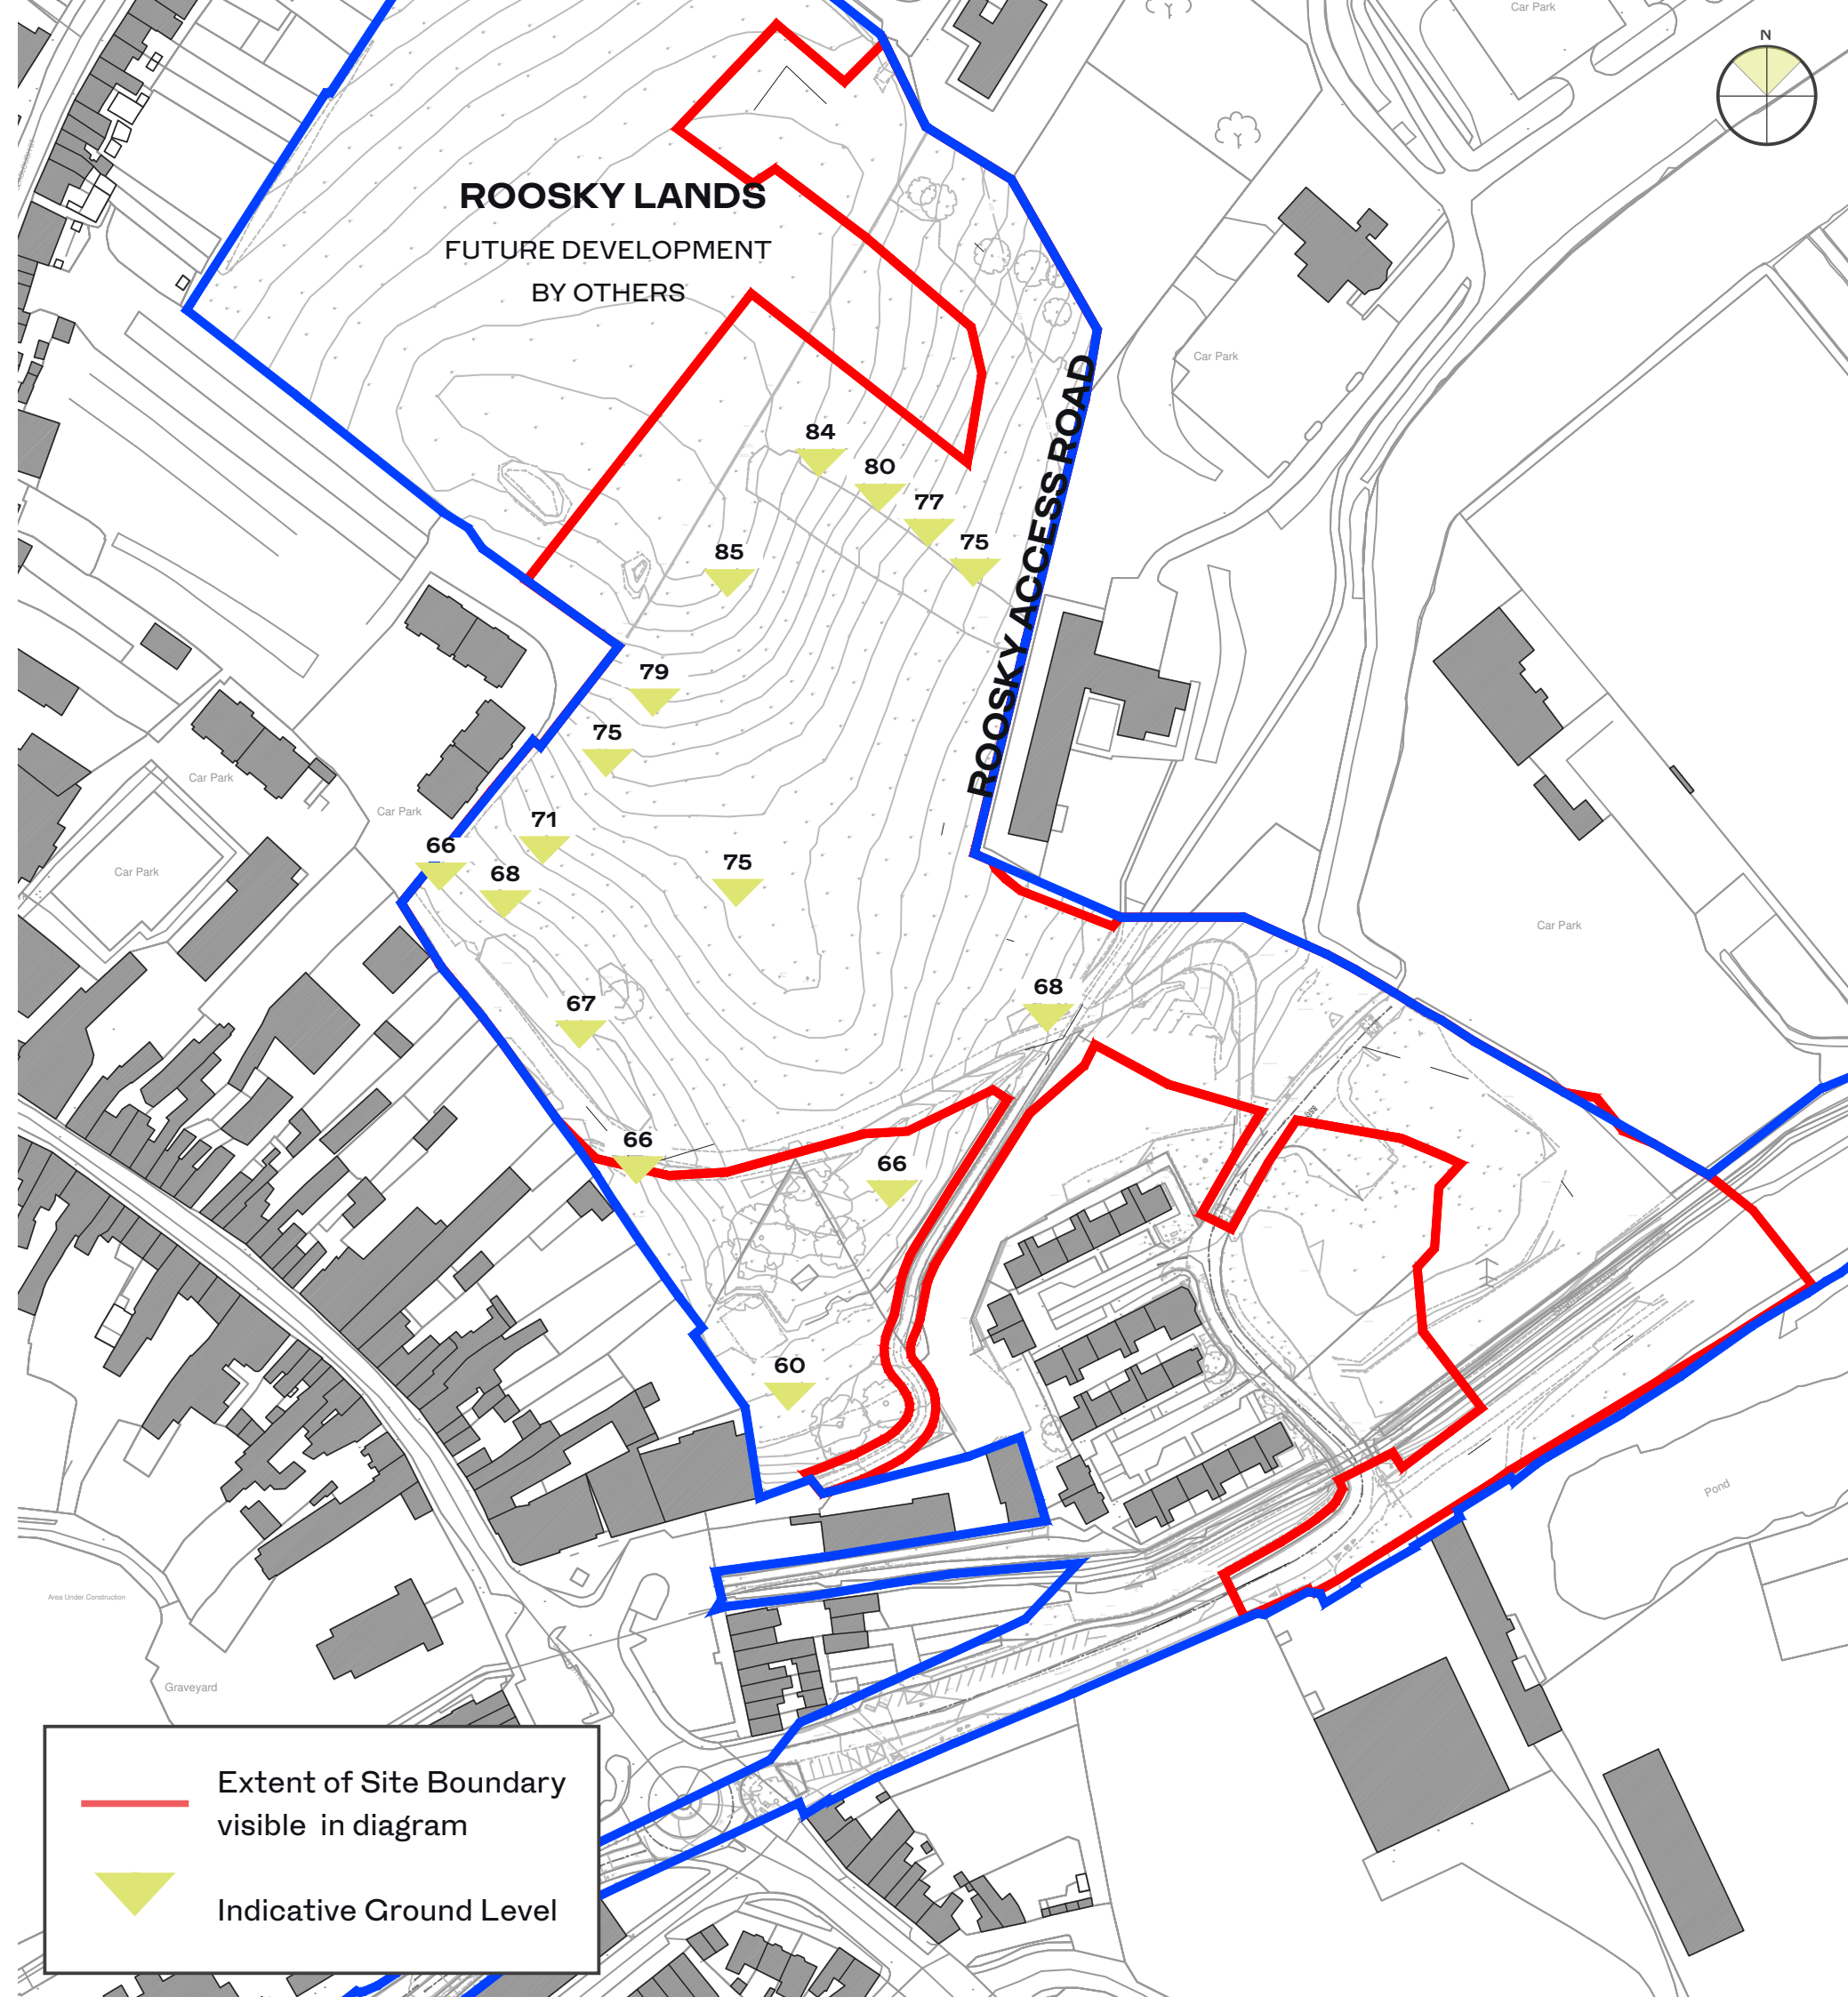 Car Park
N
ROOSKY LANDS
FUTURE DEVELOPMENT
BY OTHERS
Car Park
ROOSKY ACCESS ROAD
84
80
77
75
85
79
75
Car Park
Car Park
71
66
68
75
Car Park
Car Park
67
68
66
66
60
Pond
Area Under Construction
Graveyard
Extent of Site Boundary
visible in diagram
Indicative Ground Level